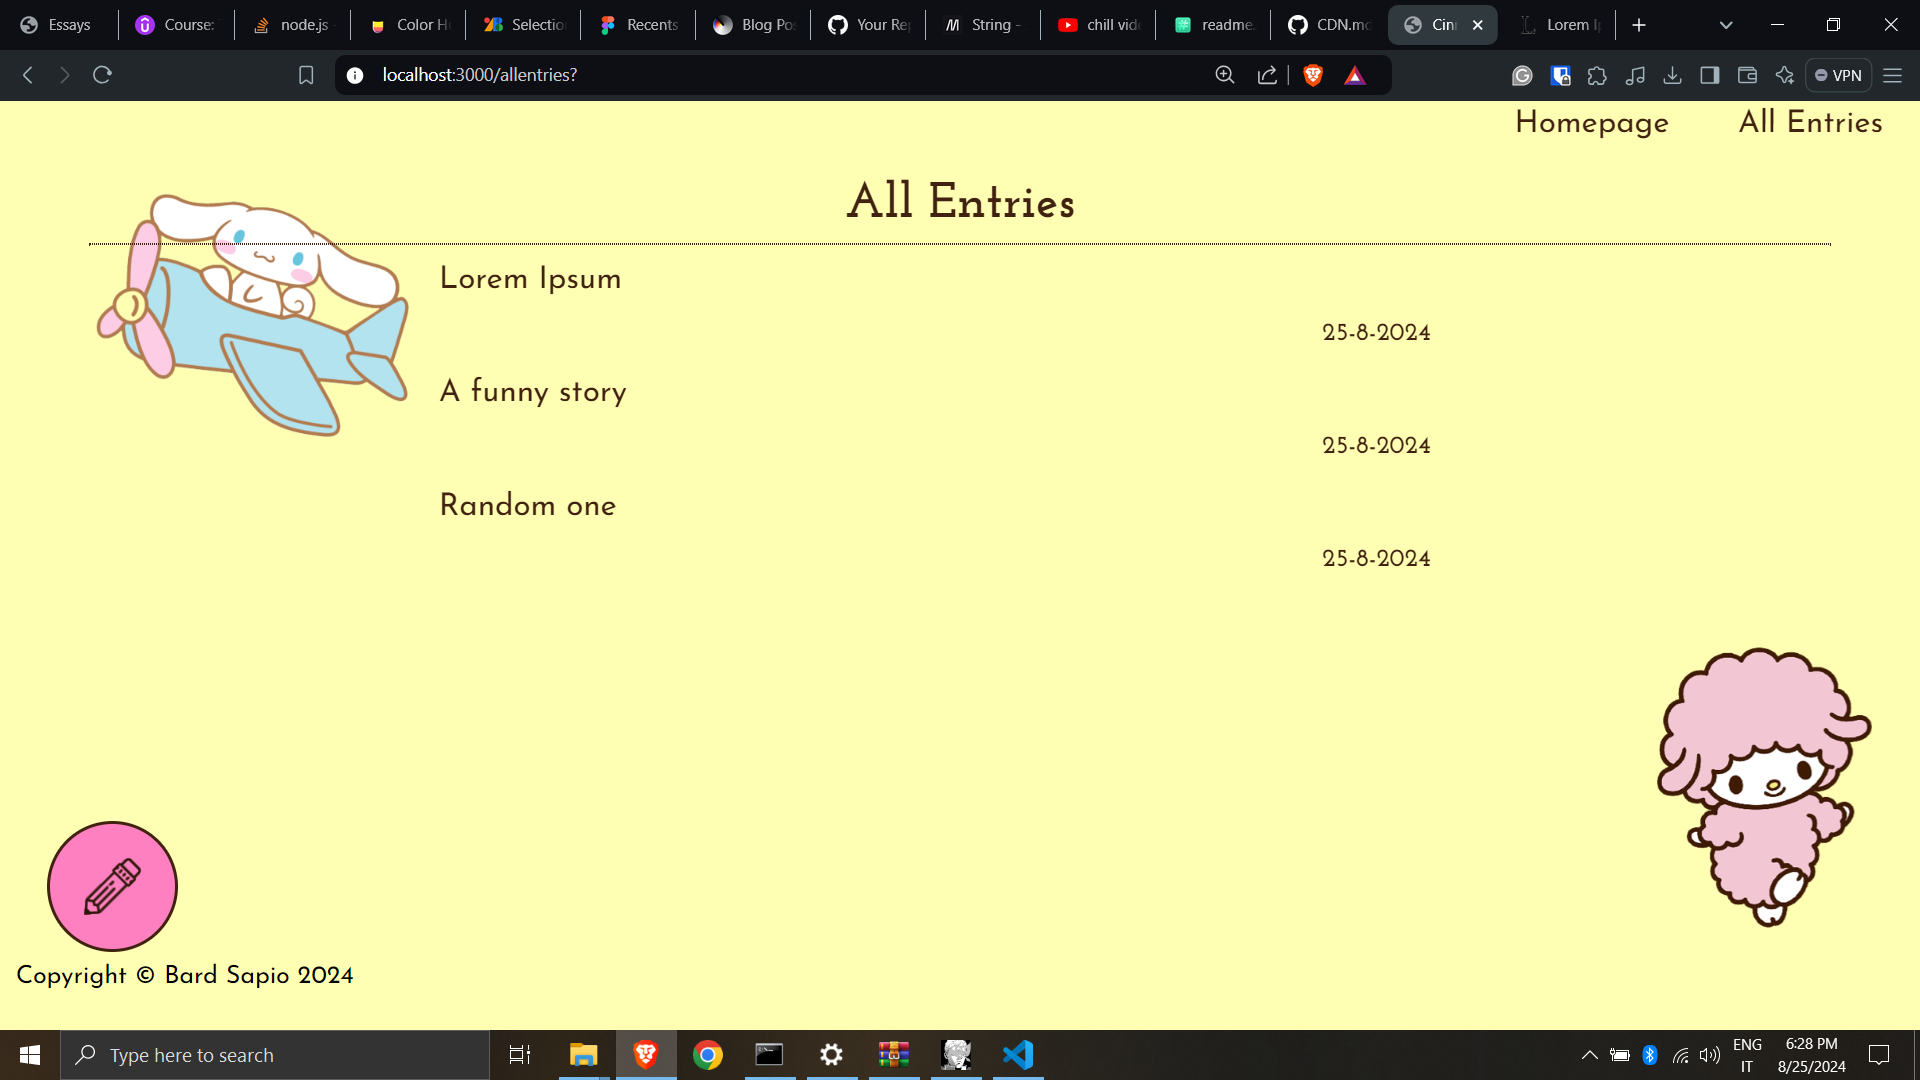 Essays
Course:
node.js
Color H
Selection
Recents
Blog Po
Your Re
String -
chill vid
readme.
CDN.mc
Cin
Lorem I
localhost:3000/allentries?
VPN
Homepage
All Entries
All Entries
Lorem Ipsum
25-8-2024
A funny story
25-8-2024
Random one
25-8-2024
Copyright © Bard Sapio 2024
Type here to search
ENG
IT
6:28 PM
8/25/2024